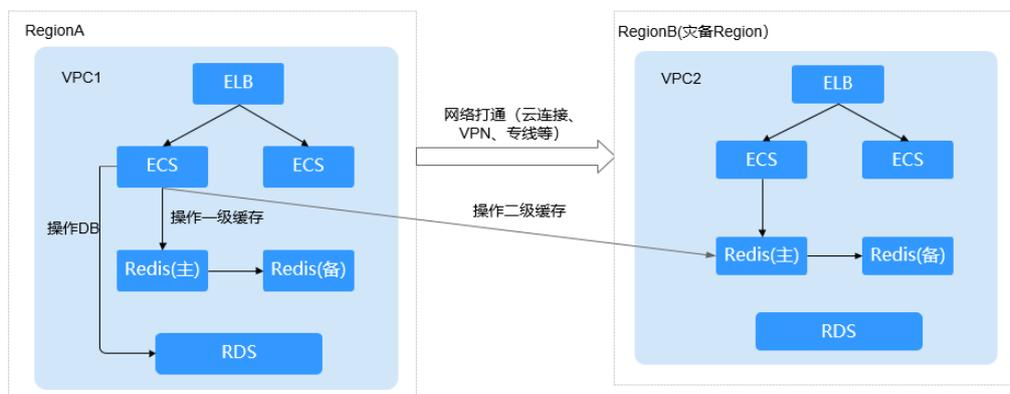 RegionA
VPC1
ELB
ECS
ECS
操作DB
操作一级缓存
Redis(主)
Redis(备)
RDS
网络打通（云连接、
VPN、专线等）
操作二级缓存
RegionB(灾备Region）
VPC2
ELB
ECS
ECS
Redis(主)
Redis(备)
RDS